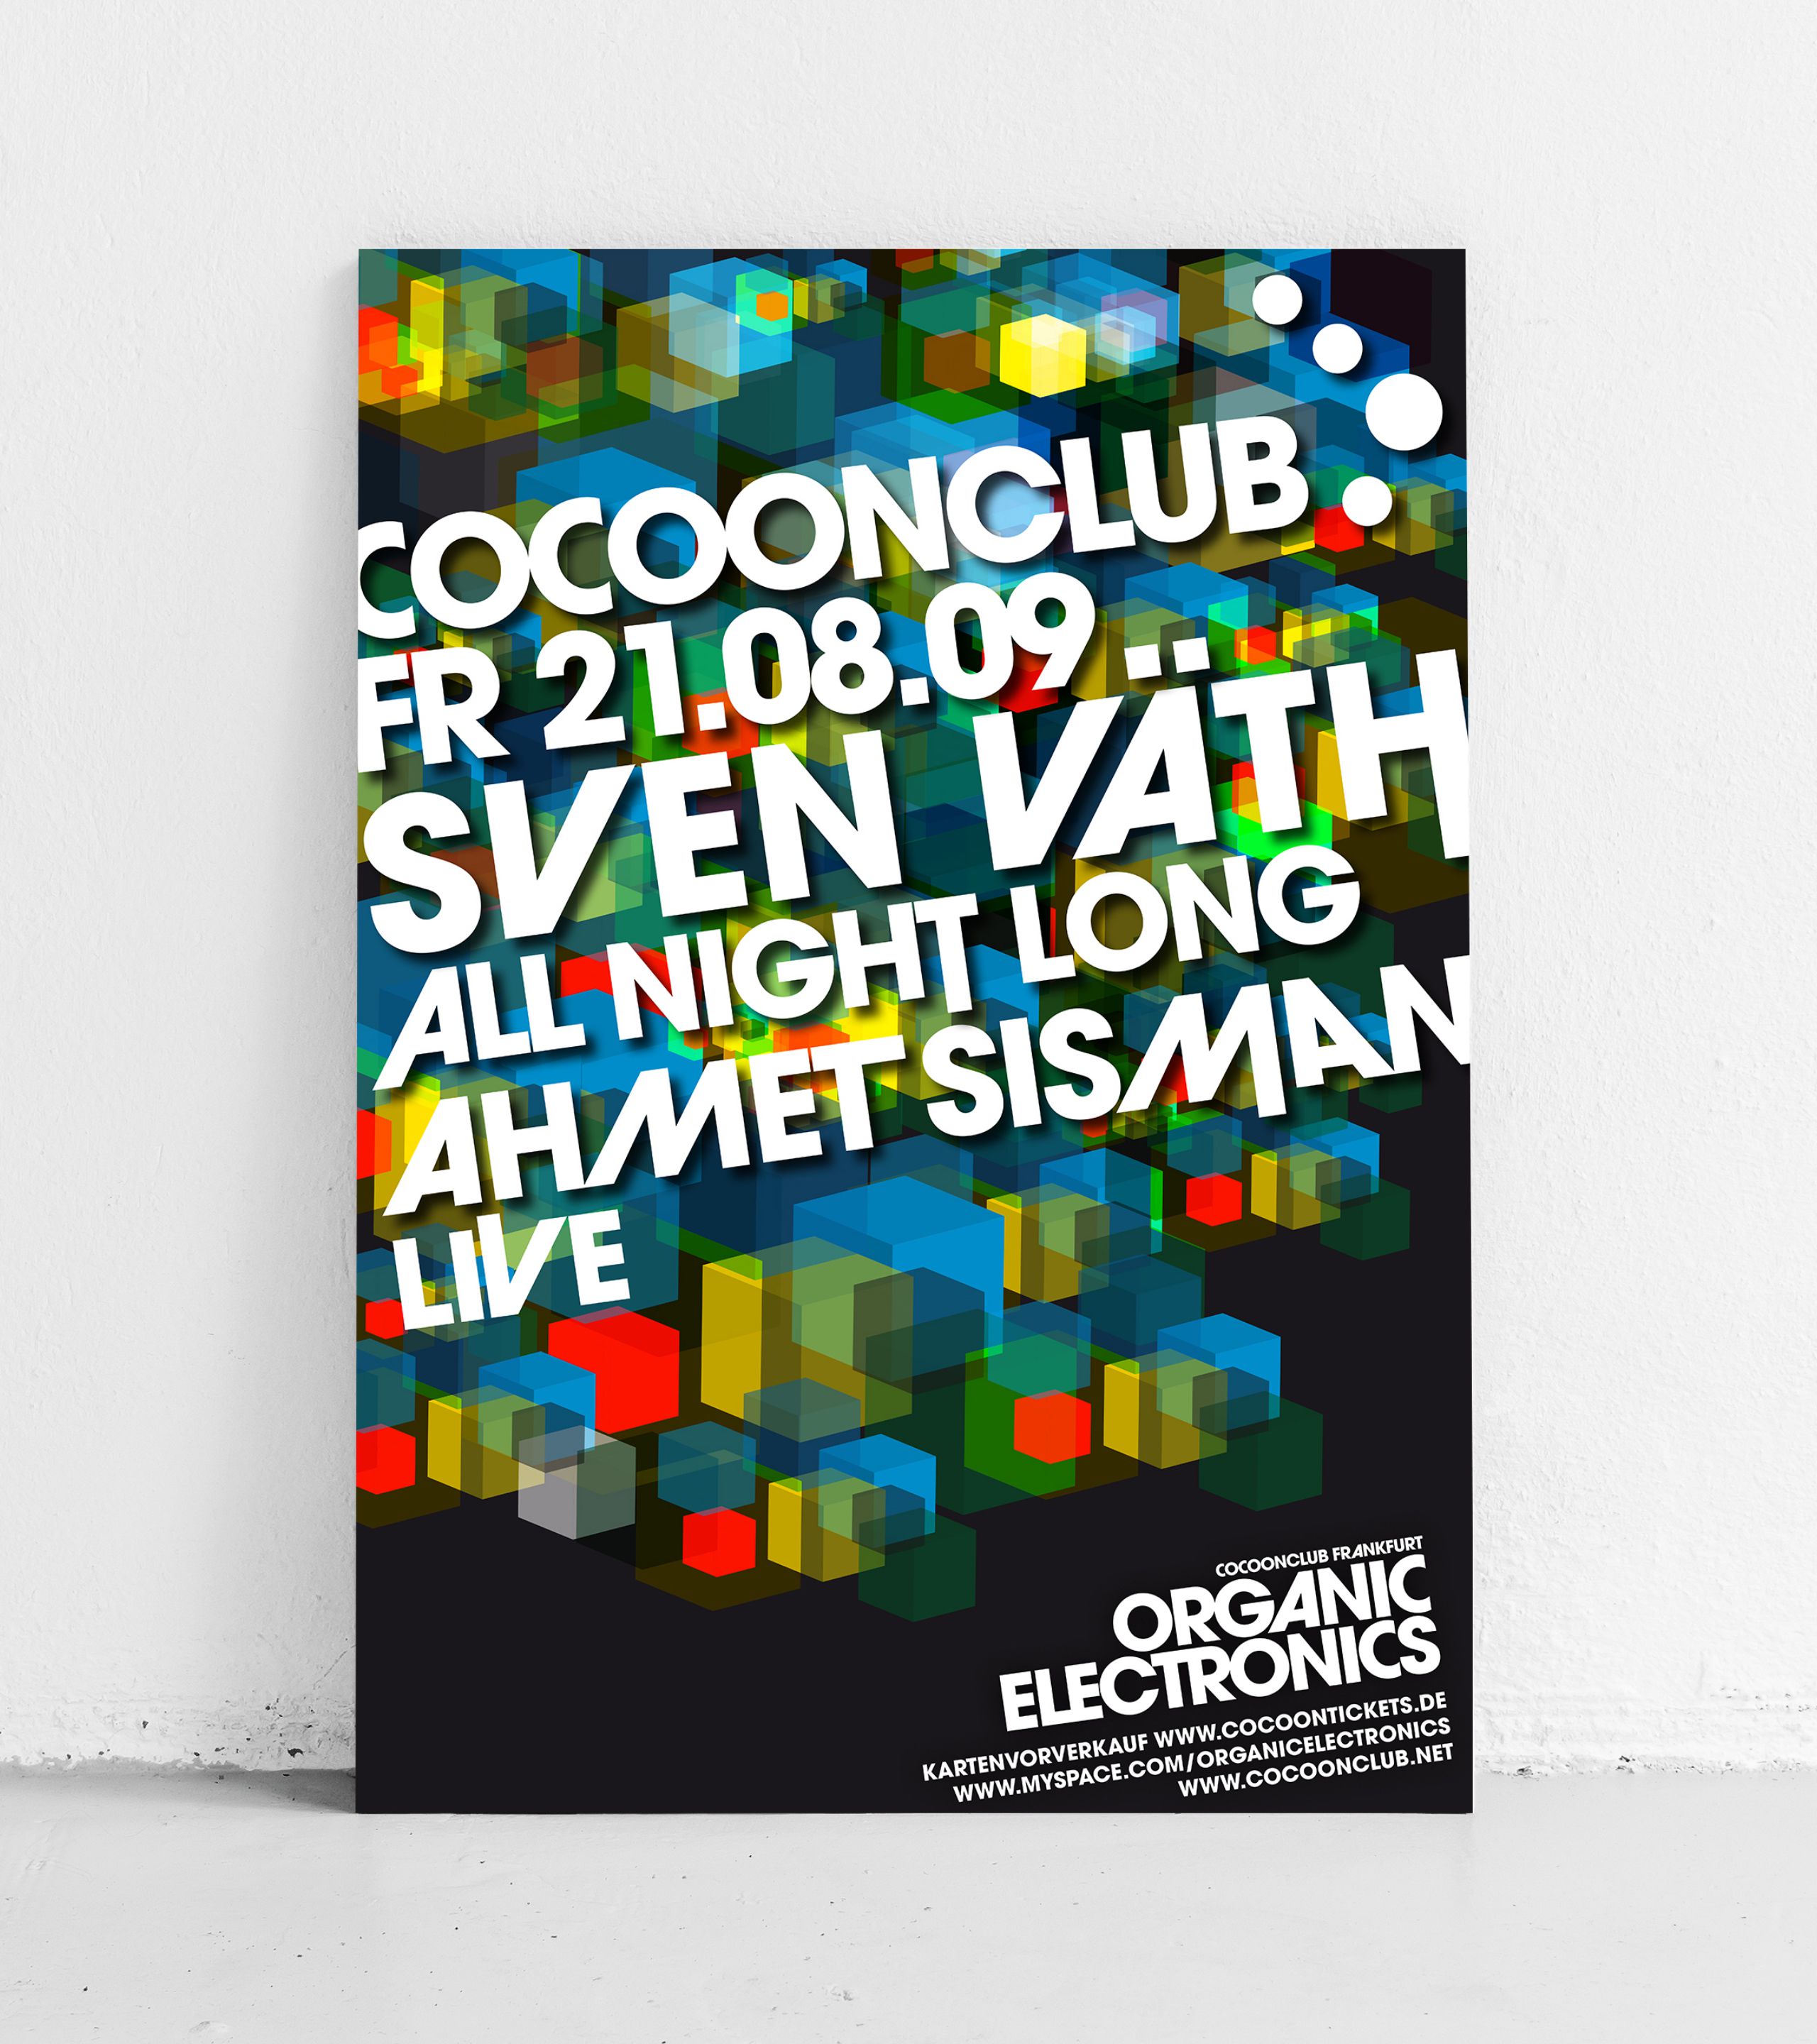 COCOONCLUB
FR 21.08.09
SVEN VÄTH
ALL NIGHT LONG
AHMET SISMAN
LIVE
COCOONCLUB FRANKFURT
ORGANIC
ELECTRONICS
KARTENVORVERKAUF WWW.COCOONTICKETS.DE
WWW.MYSPACE.COM/ORGANICELECTRONICS
WWW.COCOONCLUB.NET